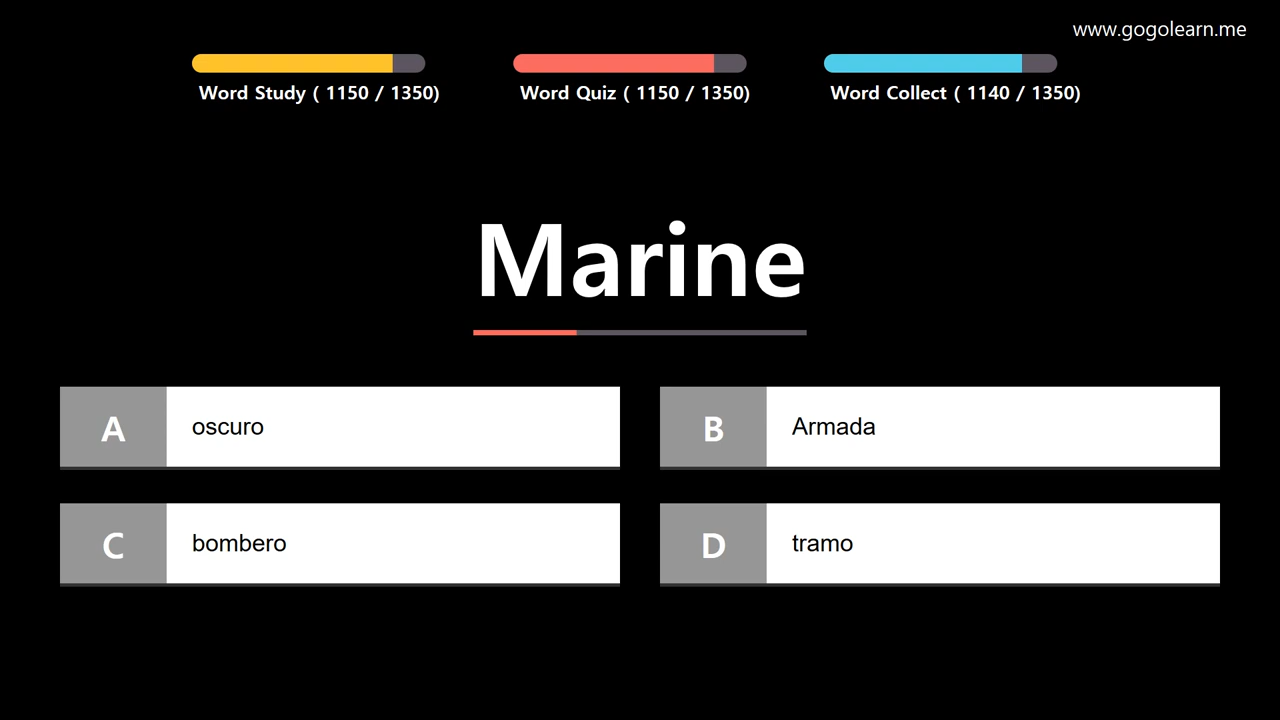 www.gogolearn.me
Word Study ( 1150 / 1350)
Word Quiz ( 1150 / 1350)
Word Collect ( 1140 / 1350)
Marine
A oscuro
B Armada
C bombero
D tramo